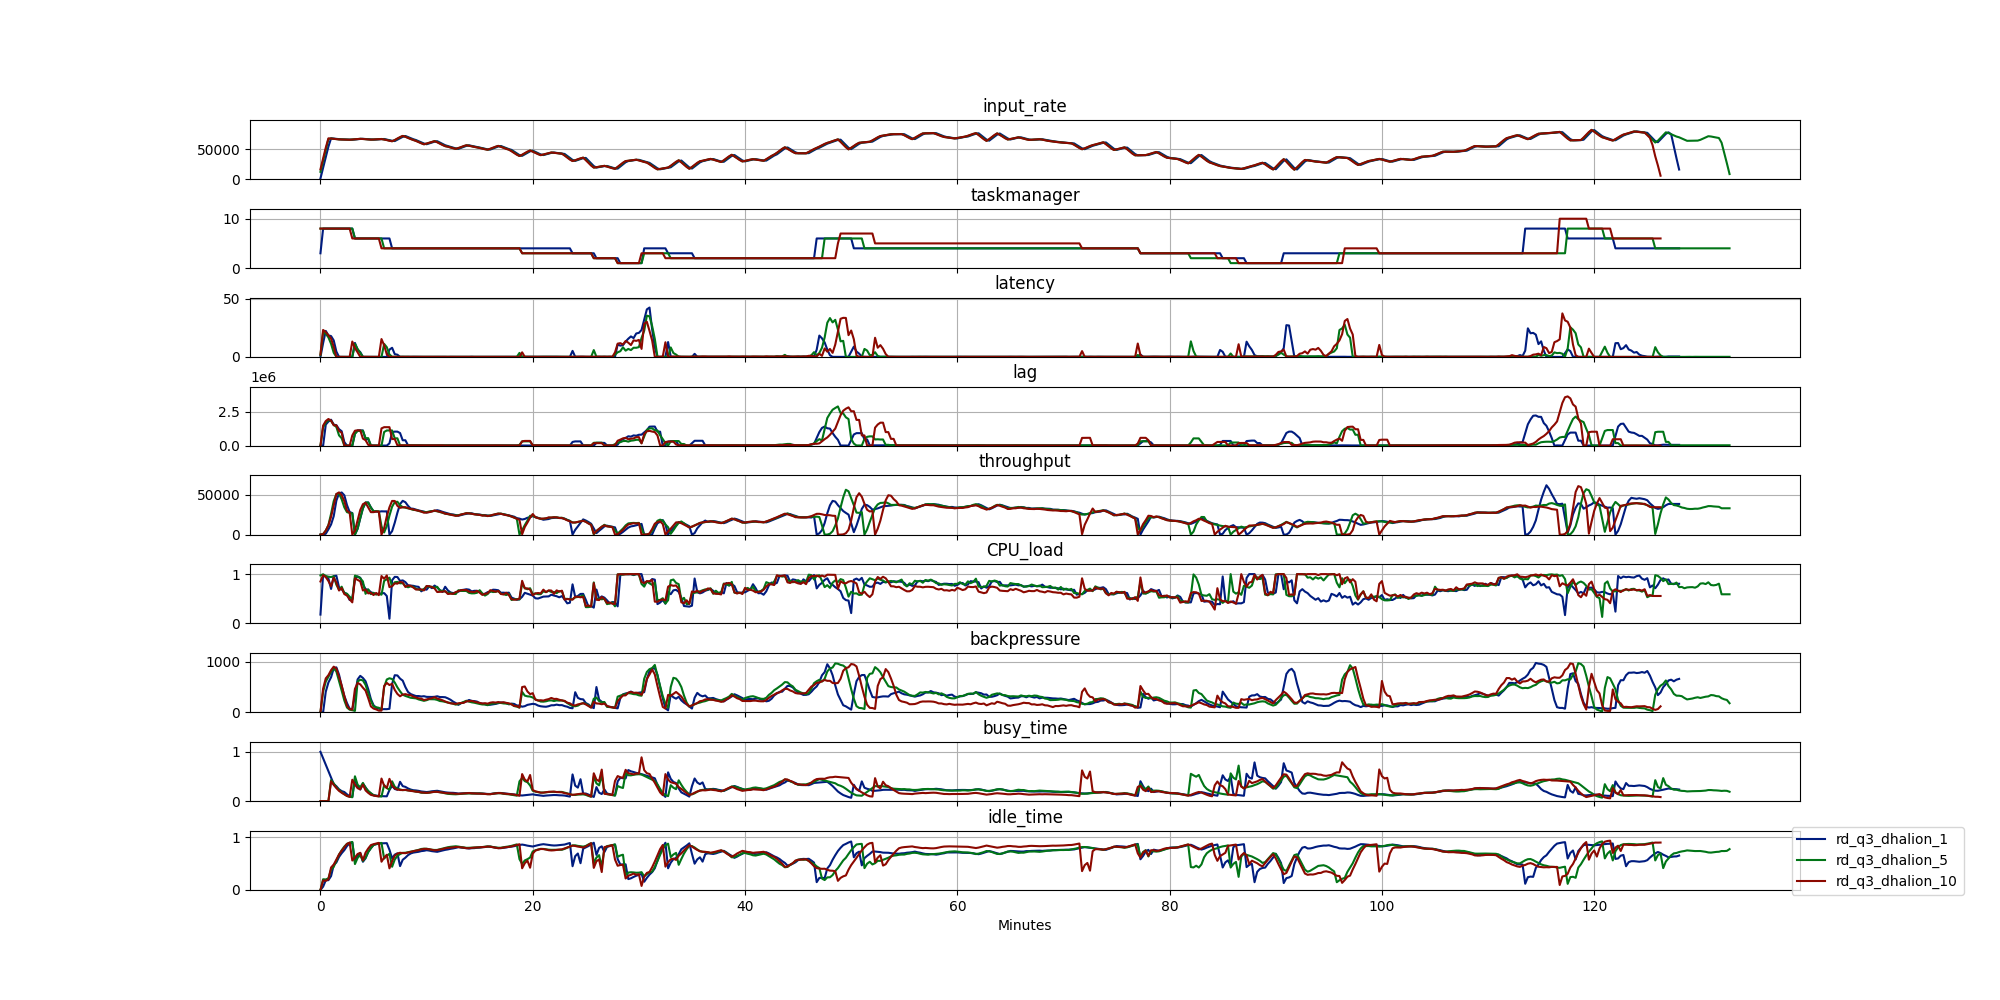 input_rate
50000
0
taskmanager
10
0
latency
50
0
1e6
lag
2.5
0.0
throughput
50000
0
CPU_load
1
0
backpressure
1000
0
busy_time
1
0
idle_time
1
0
0 20 40 60 80 100 120
Minutes
rd_q3_dhalion_1
rd_q3_dhalion_5
rd_q3_dhalion_10